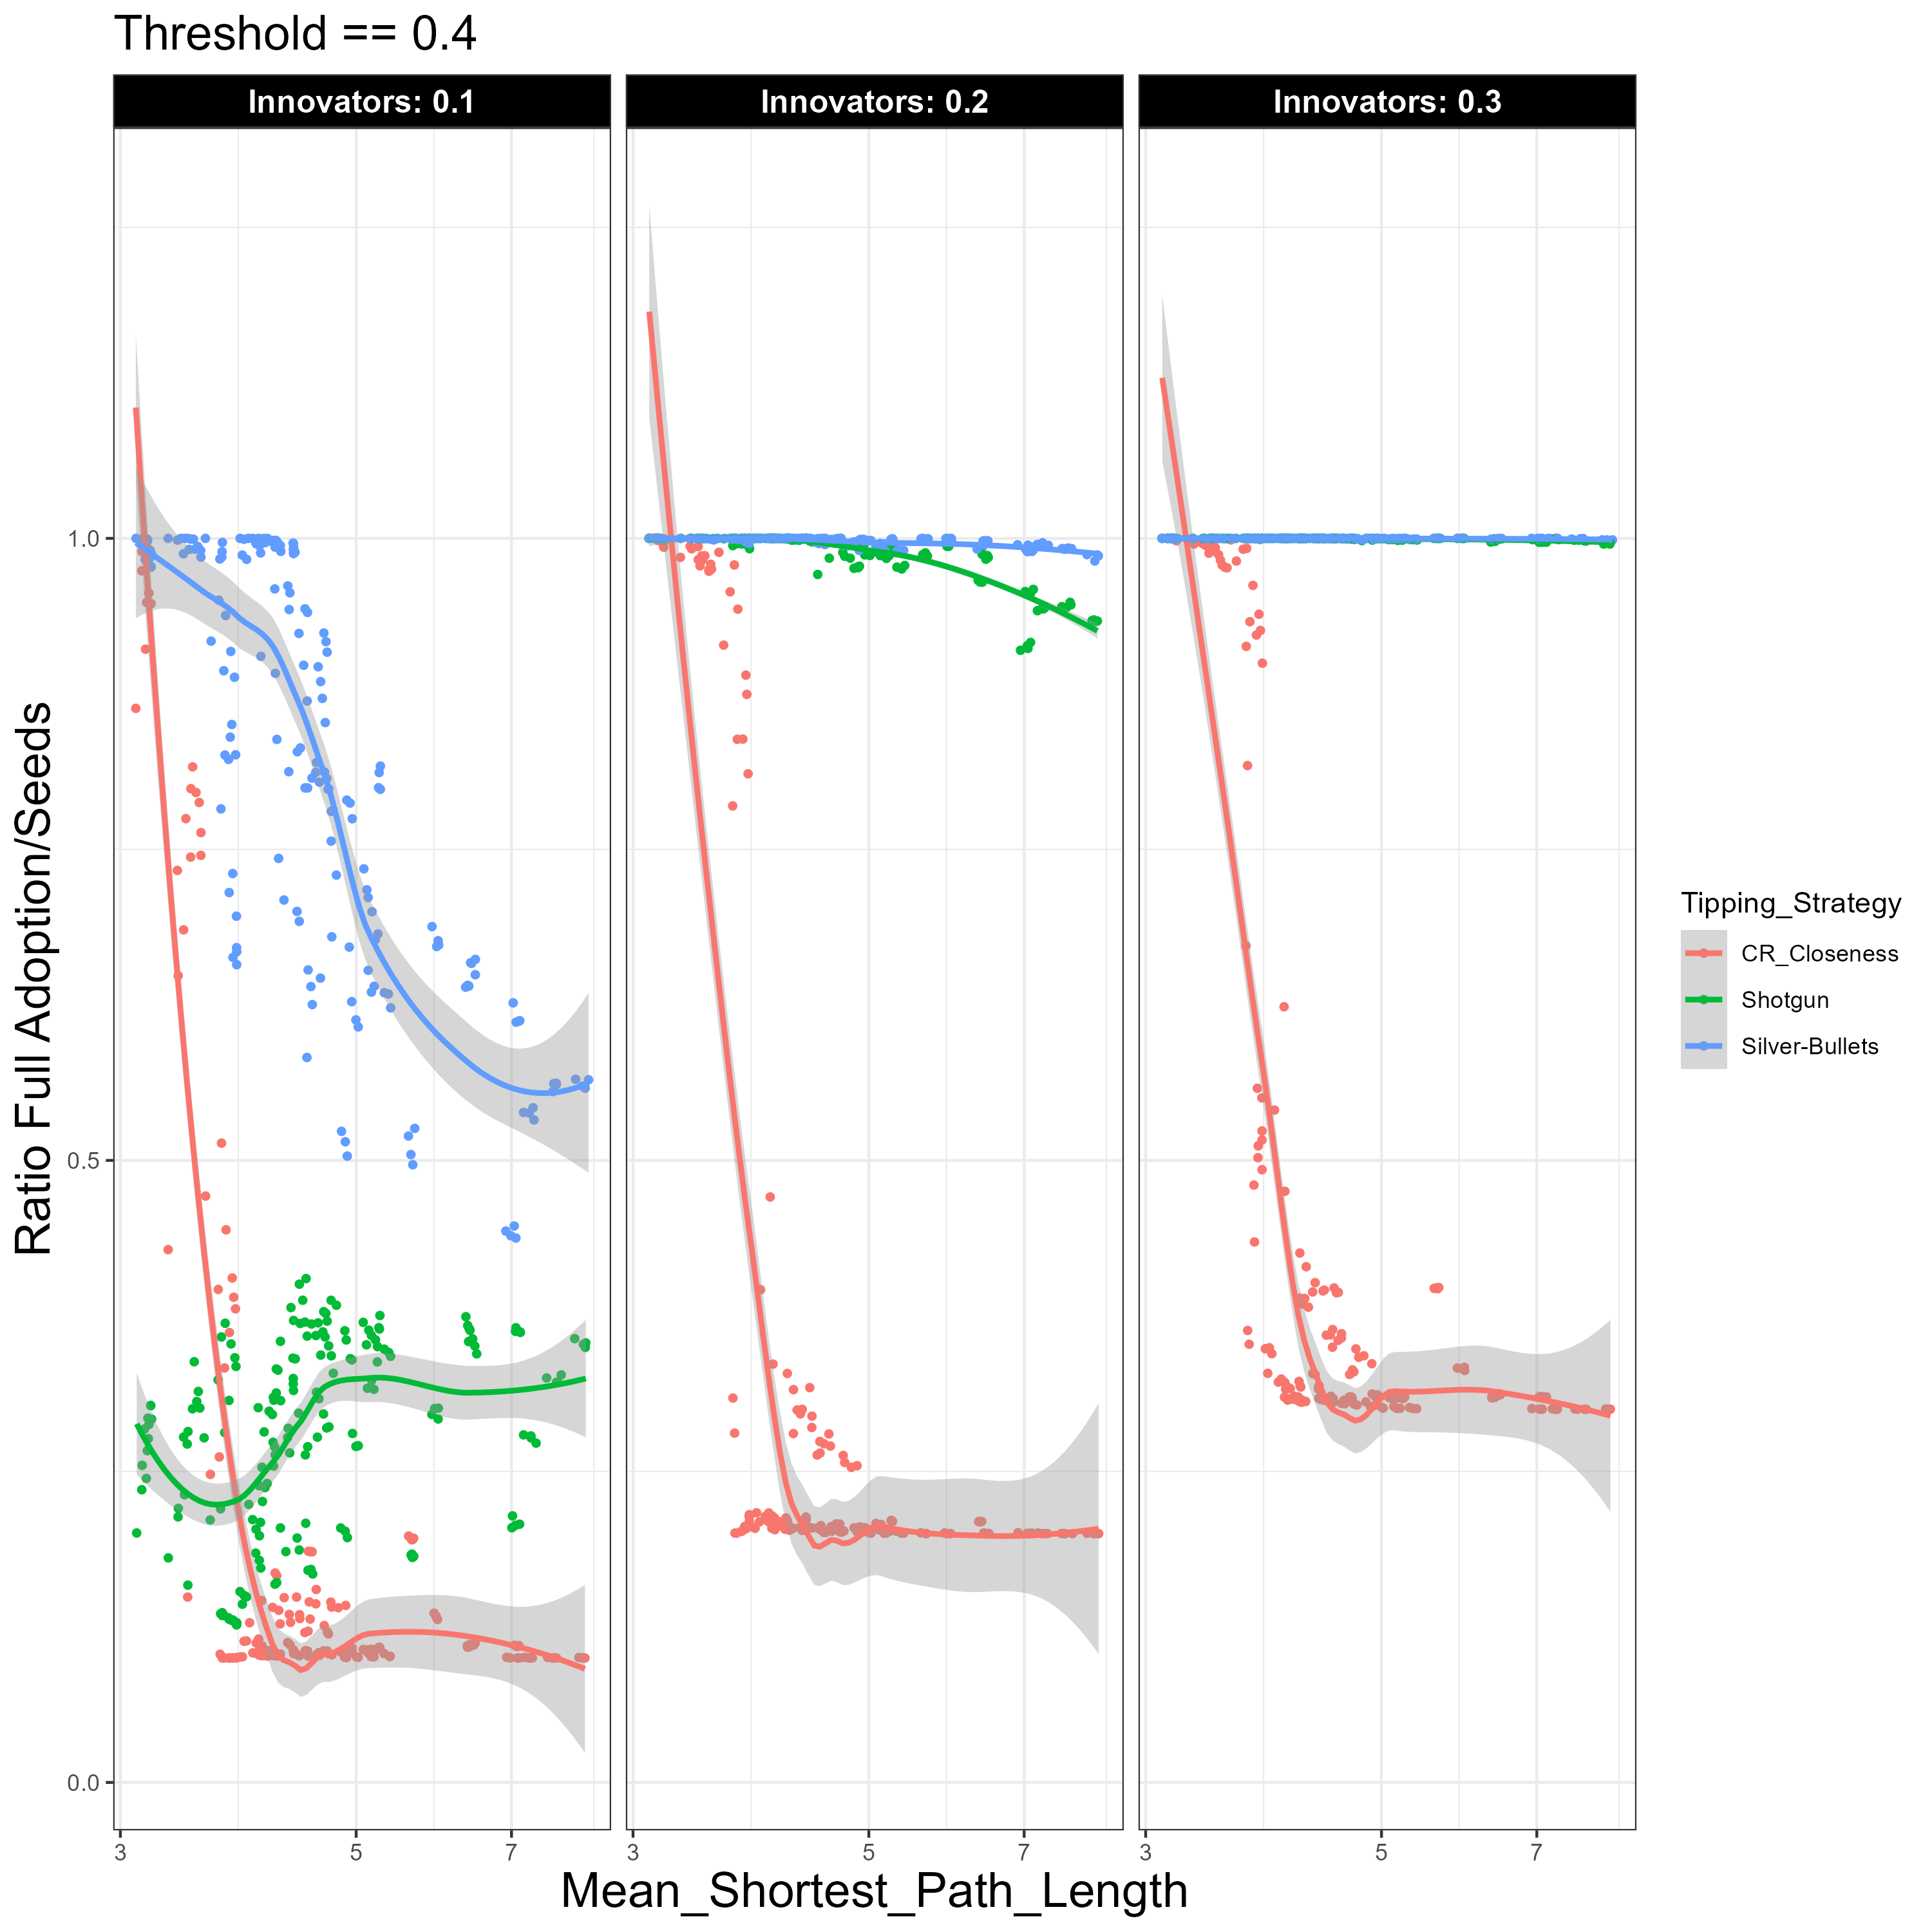 Threshold == 0.4
Innovators: 0.1
Innovators: 0.2
Innovators: 0.3
Ratio Full Adoption/Seeds
1.0
0.5
0.0
3 5 7
3 5 7
3 5 7
Mean_Shortest_Path_Length
Tipping_Strategy
CR_Closeness
Shotgun
Silver-Bullets